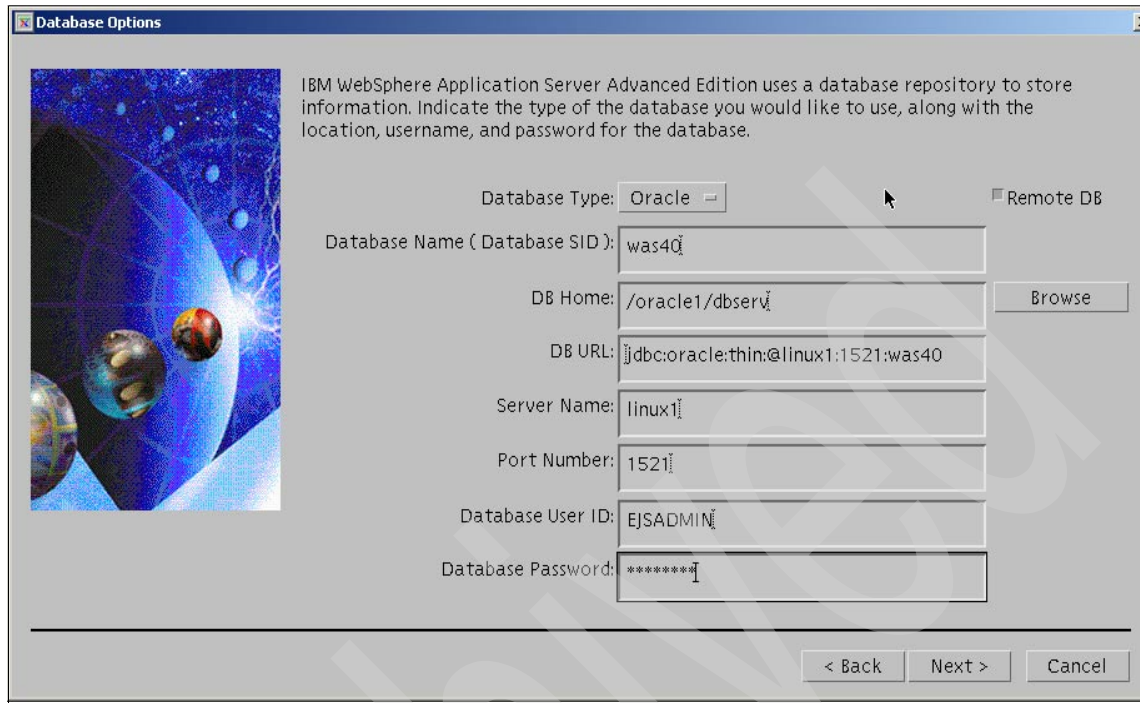 Database Options
IBM WebSphere Application Server Advanced Edition uses a database repository to store
information. Indicate the type of the database you would like to use, along with the
location, username, and password for the database.
Database Type: Oracle Remote DB
Database Name ( Database SID ): was40
DB Home: /oracle1/dbserv Browse
DB URL: jdbc:oracle:thin:@linux1:1521:was40
Server Name: linux1
Port Number: 1521
Database User ID: EJSADMIN
Database Password: ********
< Back Next > Cancel